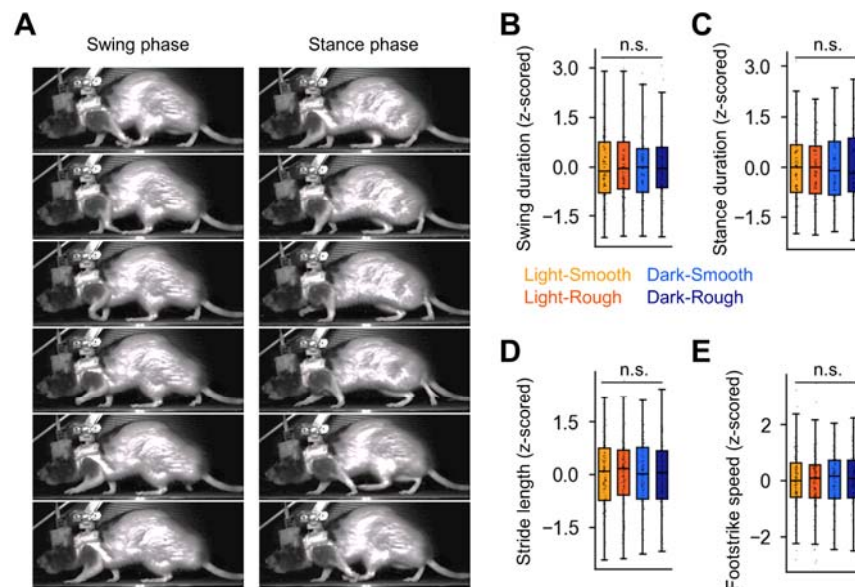 A
Swing phase
Stance phase
B
n.s.
Swing duration (z-scored)
3.0
1.5
0.0
−1.5
C
n.s.
Stance duration (z-scored)
3.0
1.5
0.0
−1.5
Light-Smooth
Dark-Smooth
Light-Rough
Dark-Rough
D
n.s.
Stride length (z-scored)
1.5
0.0
−1.5
E
n.s.
Footstrike speed (z-scored)
2
0
−2